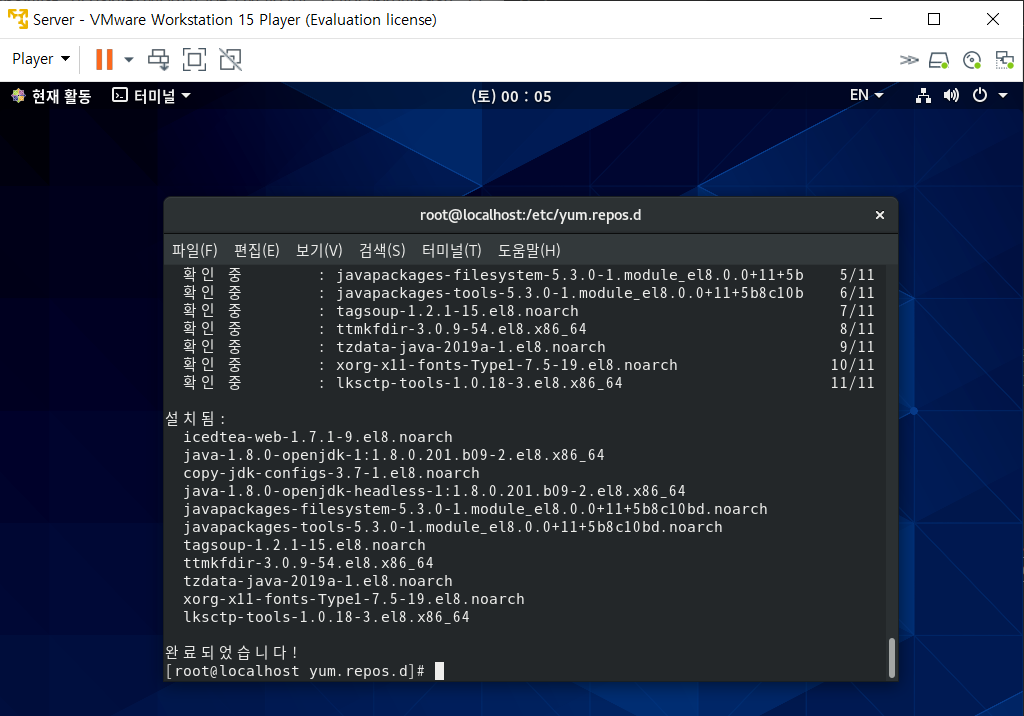 Server - VMware Workstation 15 Player (Evaluation license)
Player
현재 활동 터미널 (토) 00 : 05 EN
root@localhost:/etc/yum.repos.d
파일(F) 편집(E) 보기(V) 검색(S) 터미널(T) 도움말(H)
확인 중 : javapackages-filesystem-5.3.0-1.module_el8.0.0+11+5b 5/11
확인 중 : javapackages-tools-5.3.0-1.module_el8.0.0+11+5b8c10b 6/11
확인 중 : tagsoup-1.2.1-15.el8.noarch 7/11
확인 중 : ttmkfdir-3.0.9-54.el8.x86_64 8/11
확인 중 : tzdata-java-2019a-1.el8.noarch 9/11
확인 중 : xorg-x11-fonts-Type1-7.5-19.el8.noarch 10/11
확인 중 : lksctp-tools-1.0.18-3.el8.x86_64 11/11
설치됨:
icedtea-web-1.7.1-9.el8.noarch
java-1.8.0-openjdk-1:1.8.0.201.b09-2.el8.x86_64
copy-jdk-configs-3.7-1.el8.noarch
java-1.8.0-openjdk-headless-1:1.8.0.201.b09-2.el8.x86_64
javapackages-filesystem-5.3.0-1.module_el8.0.0+11+5b8c10bd.noarch
javapackages-tools-5.3.0-1.module_el8.0.0+11+5b8c10bd.noarch
tagsoup-1.2.1-15.el8.noarch
ttmkfdir-3.0.9-54.el8.x86_64
tzdata-java-2019a-1.el8.noarch
xorg-x11-fonts-Type1-7.5-19.el8.noarch
lksctp-tools-1.0.18-3.el8.x86_64
완료되었습니다!
[root@localhost yum.repos.d]#